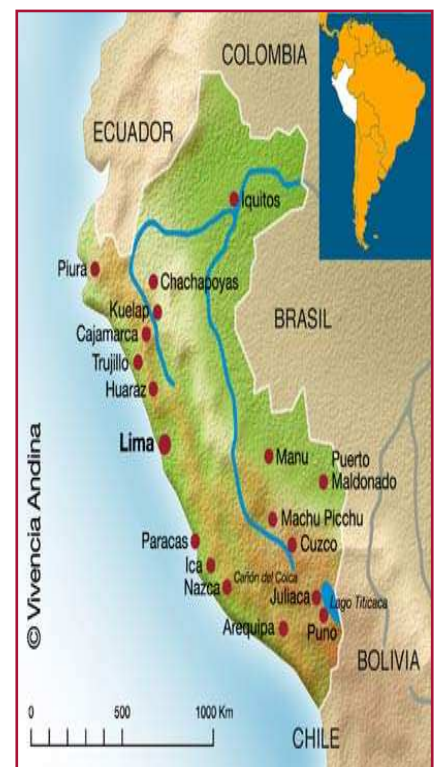 COLOMBIA
ECUADOR
Iquitos
Piura
Chachapoyas
Kuelap
BRASIL
Cajamarca
Trujillo
Huaraz
Lima
Manu
Puerto
Maldonado
Machu Picchu
Paracas
Cuzco
Ica
Cañón del Colca
Nazca
Juliaca
Lago Titicaca
Arequipa
Puno
BOLIVIA
CHILE
0 500 1000 Km
© Vivencia Andina